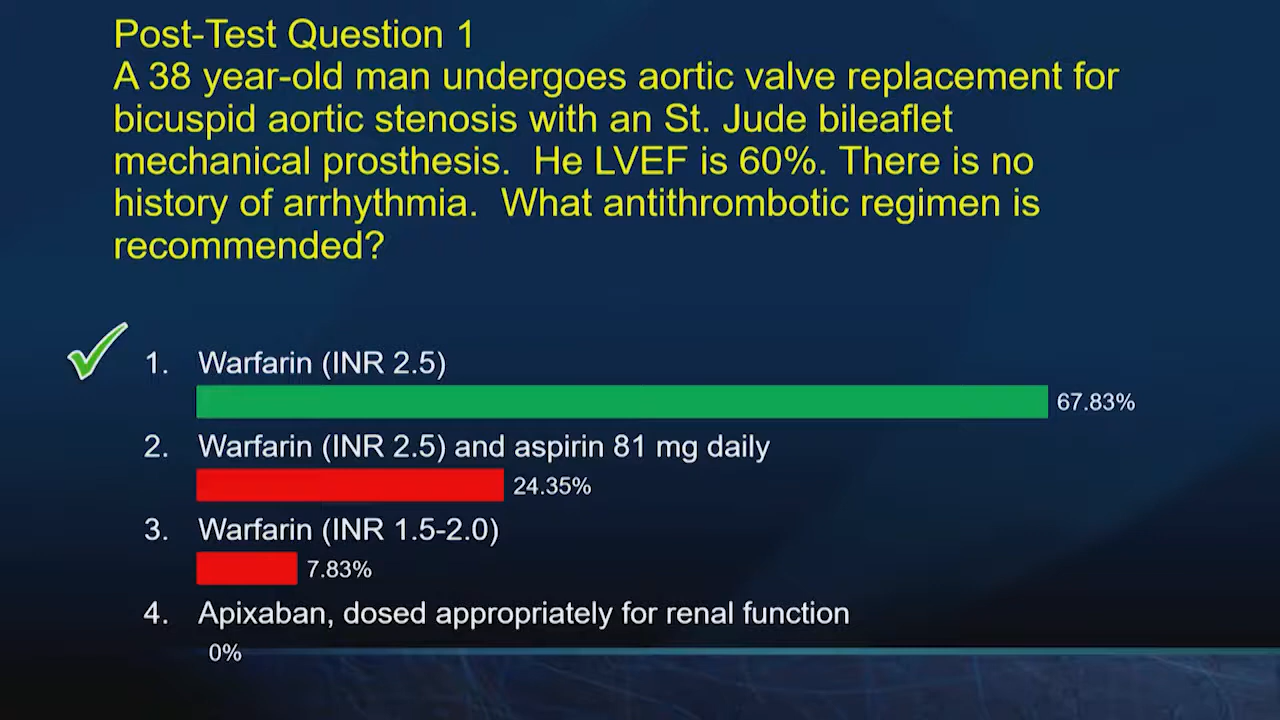 Post-Test Question 1
A 38 year-old man undergoes aortic valve replacement for
bicuspid aortic stenosis with an St. Jude bileaflet
mechanical prosthesis.  He LVEF is 60%. There is no
history of arrhythmia.  What antithrombotic regimen is
recommended?
1. Warfarin (INR 2.5)
67.83%
2. Warfarin (INR 2.5) and aspirin 81 mg daily
24.35%
3. Warfarin (INR 1.5-2.0)
7.83%
4. Apixaban, dosed appropriately for renal function
0%